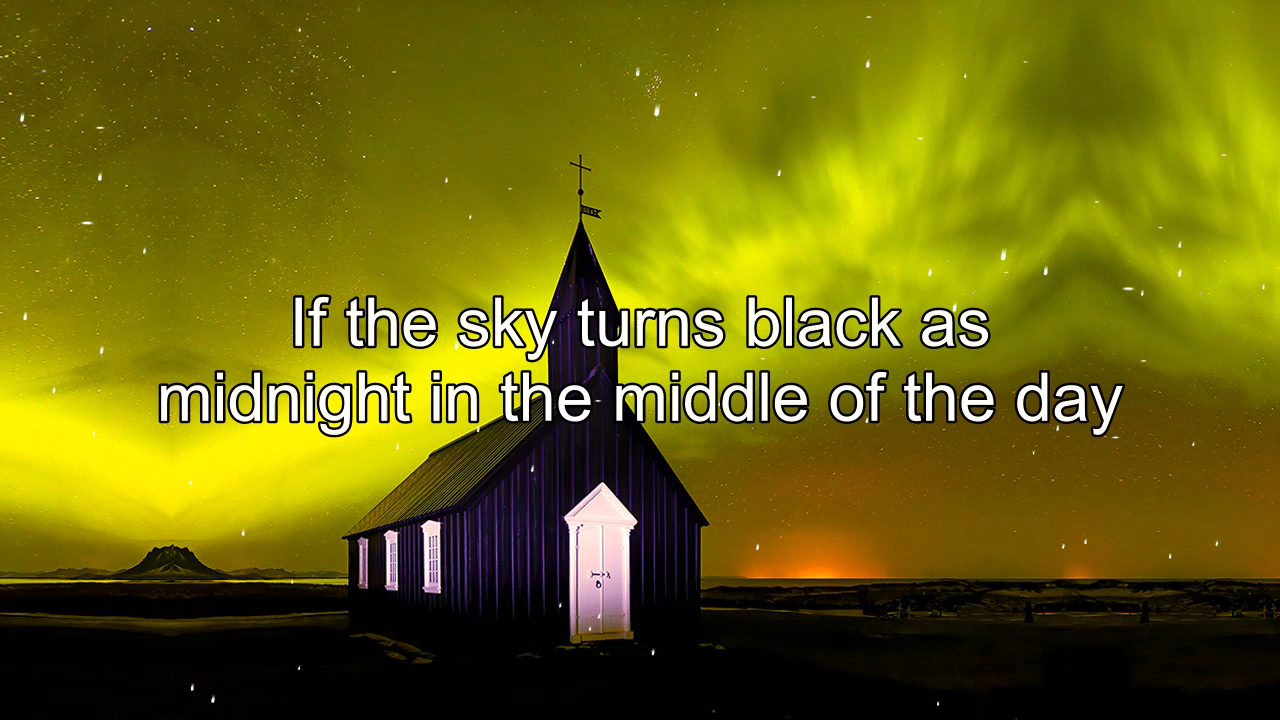 If the sky turns black as
midnight in the middle of the day